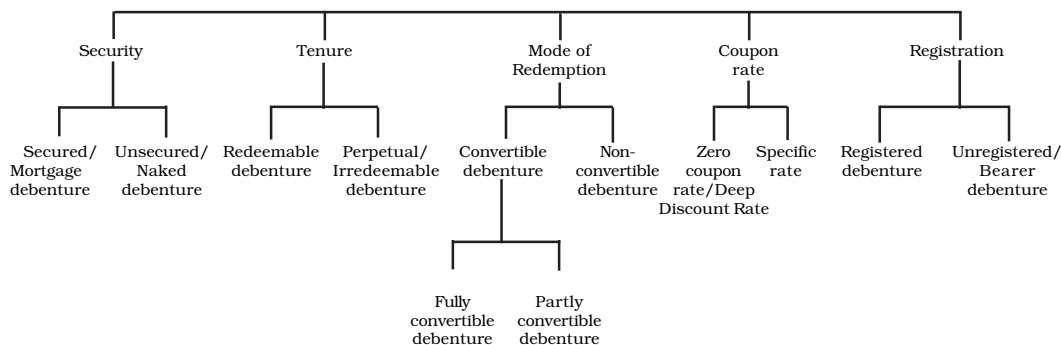 Security
Tenure
Mode of
Redemption
Coupon
rate
Registration
Secured/
Mortgage
debenture
Unsecured/
Naked
debenture
Redeemable
debenture
Perpetual/
Irredeemable
debenture
Convertible
debenture
Non-
convertible
debenture
Zero
coupon
rate/Deep
Discount Rate
Specific
rate
Registered
debenture
Unregistered/
Bearer
debenture
Fully
convertible
debenture
Partly
convertible
debenture